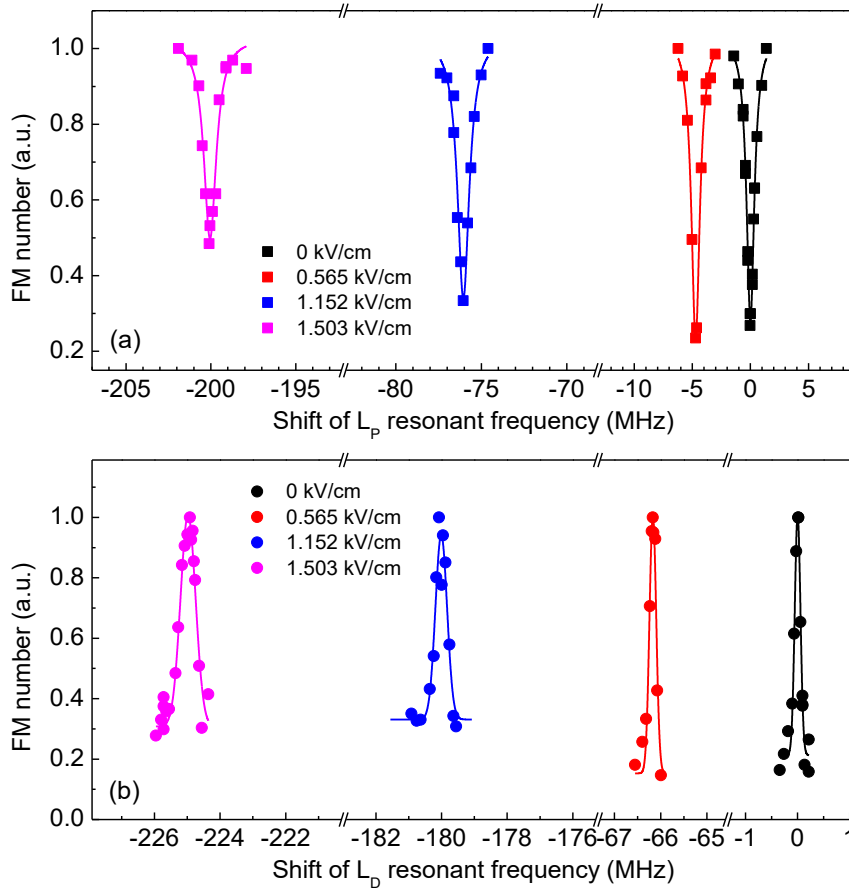 1.0
0.8
0.6
0.4
0.2
FM number (a.u.)
0 kV/cm
0.565 kV/cm
1.152 kV/cm
1.503 kV/cm
(a)
-205 -200 -195 -80 -75 -70 -10 -5 0 5
Shift of L_P resonant frequency (MHz)
1.0
0.8
0.6
0.4
0.2
0.0
FM number (a.u.)
0 kV/cm
0.565 kV/cm
1.152 kV/cm
1.503 kV/cm
(b)
-226 -224 -222 -182 -180 -178 -176 -67 -66 -65 -1 0 1
Shift of L_D resonant frequency (MHz)